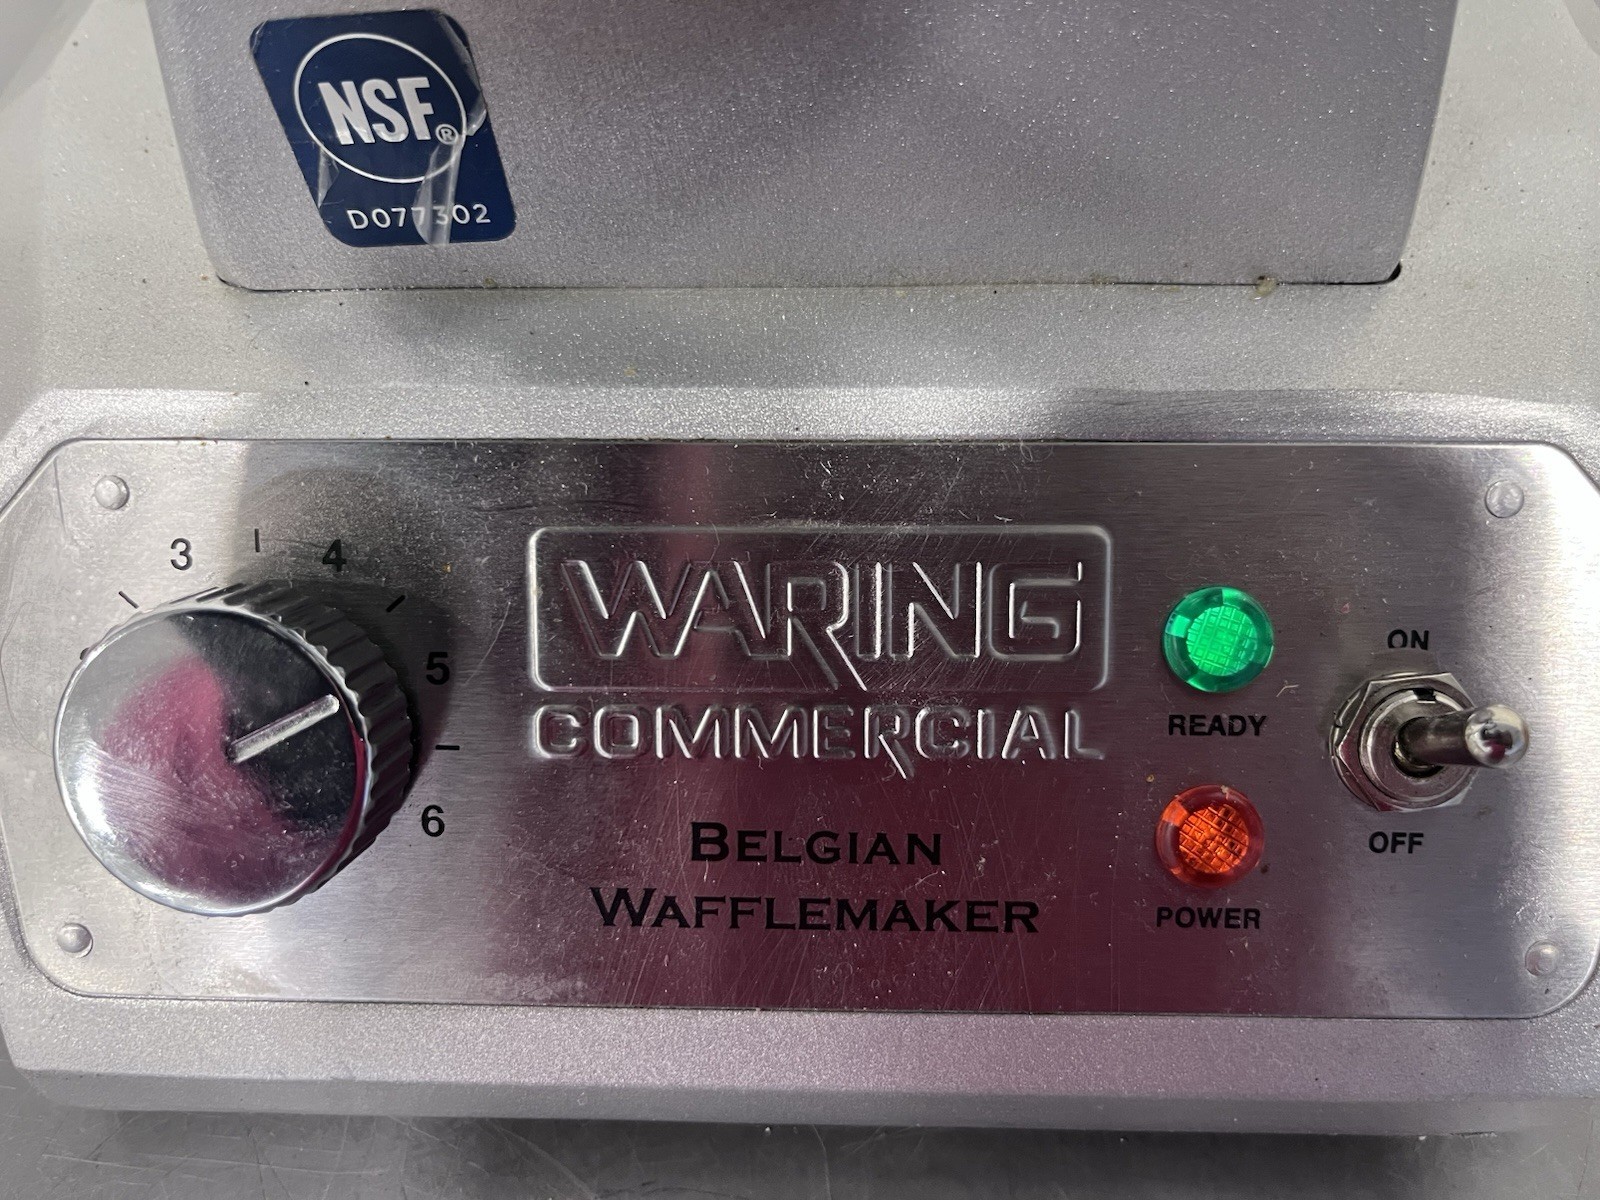 NSF®
D077302
3
4
5
6
WARING
COMMERCIAL
BELGIAN
WAFFLEMAKER
READY
POWER
ON
OFF